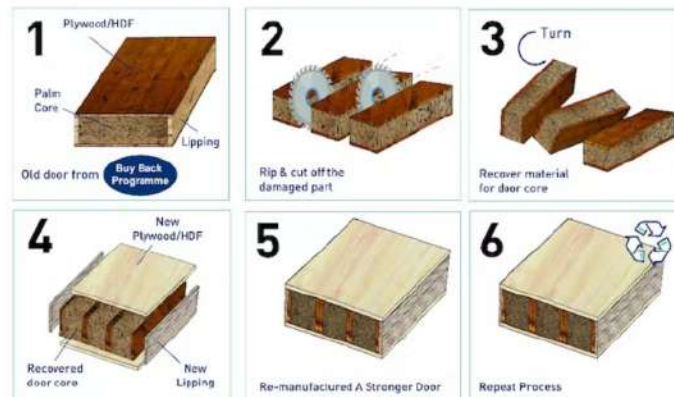 1
Plywood/HDF
Palm
Core
Lipping
Old door from
Buy Back
Programme
2
Rip & cut off the
damaged part
3
Turn
Recover material
for door core
4
New
Plywood/HDF
Recovered
door core
New
Lipping
5
Re-manufactured A Stronger Door
6
Repeat Process